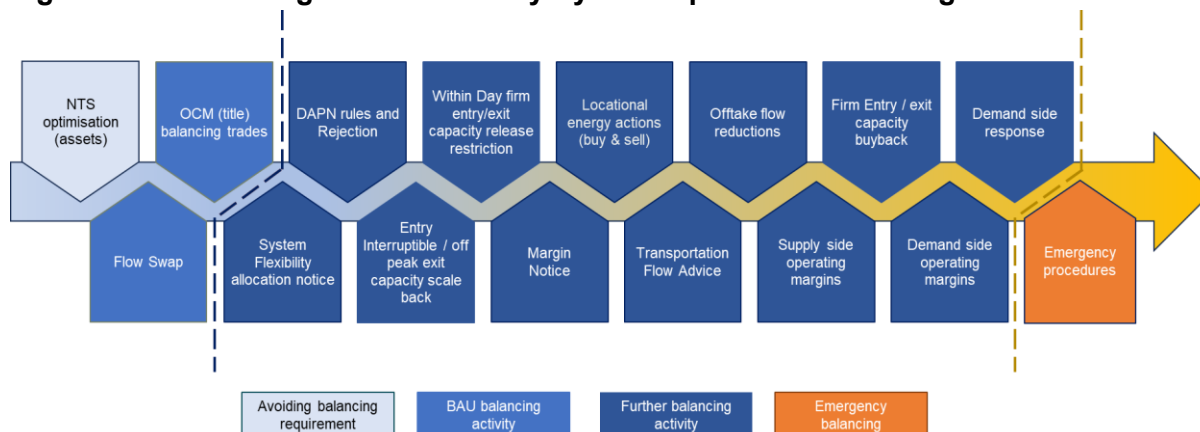 NTS
optimisation
(assets)
OCM (title)
balancing trades
DAPN rules and
Rejection
Within Day firm
entry/exit
capacity release
restriction
Locational
energy actions
(buy & sell)
Offtake flow
reductions
Firm Entry / exit
capacity
buyback
Demand side
response
Flow Swap
System
Flexibility
allocation notice
Entry
Interruptible / off
peak exit
capacity scale
back
Margin
Notice
Transportation
Flow Advice
Supply side
operating
margins
Demand side
operating
margins
Emergency
procedures
Avoiding balancing
requirement
BAU balancing
activity
Further balancing
activity
Emergency
balancing